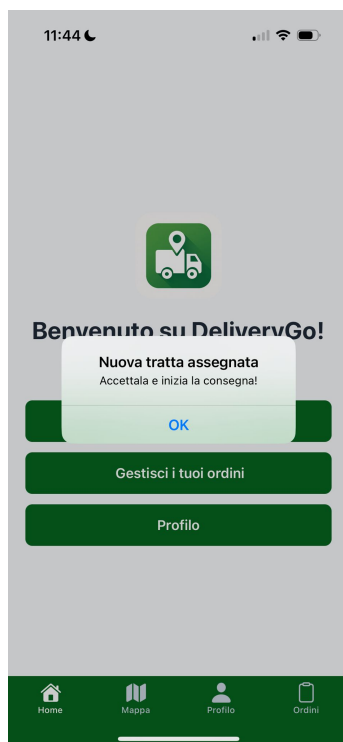 11:44
Benvenuto su DeliveryGo!
Nuova tratta assegnata
Accettala e inizia la consegna!
OK
Gestisci i tuoi ordini
Profilo
Home
Mappa
Profilo
Ordini